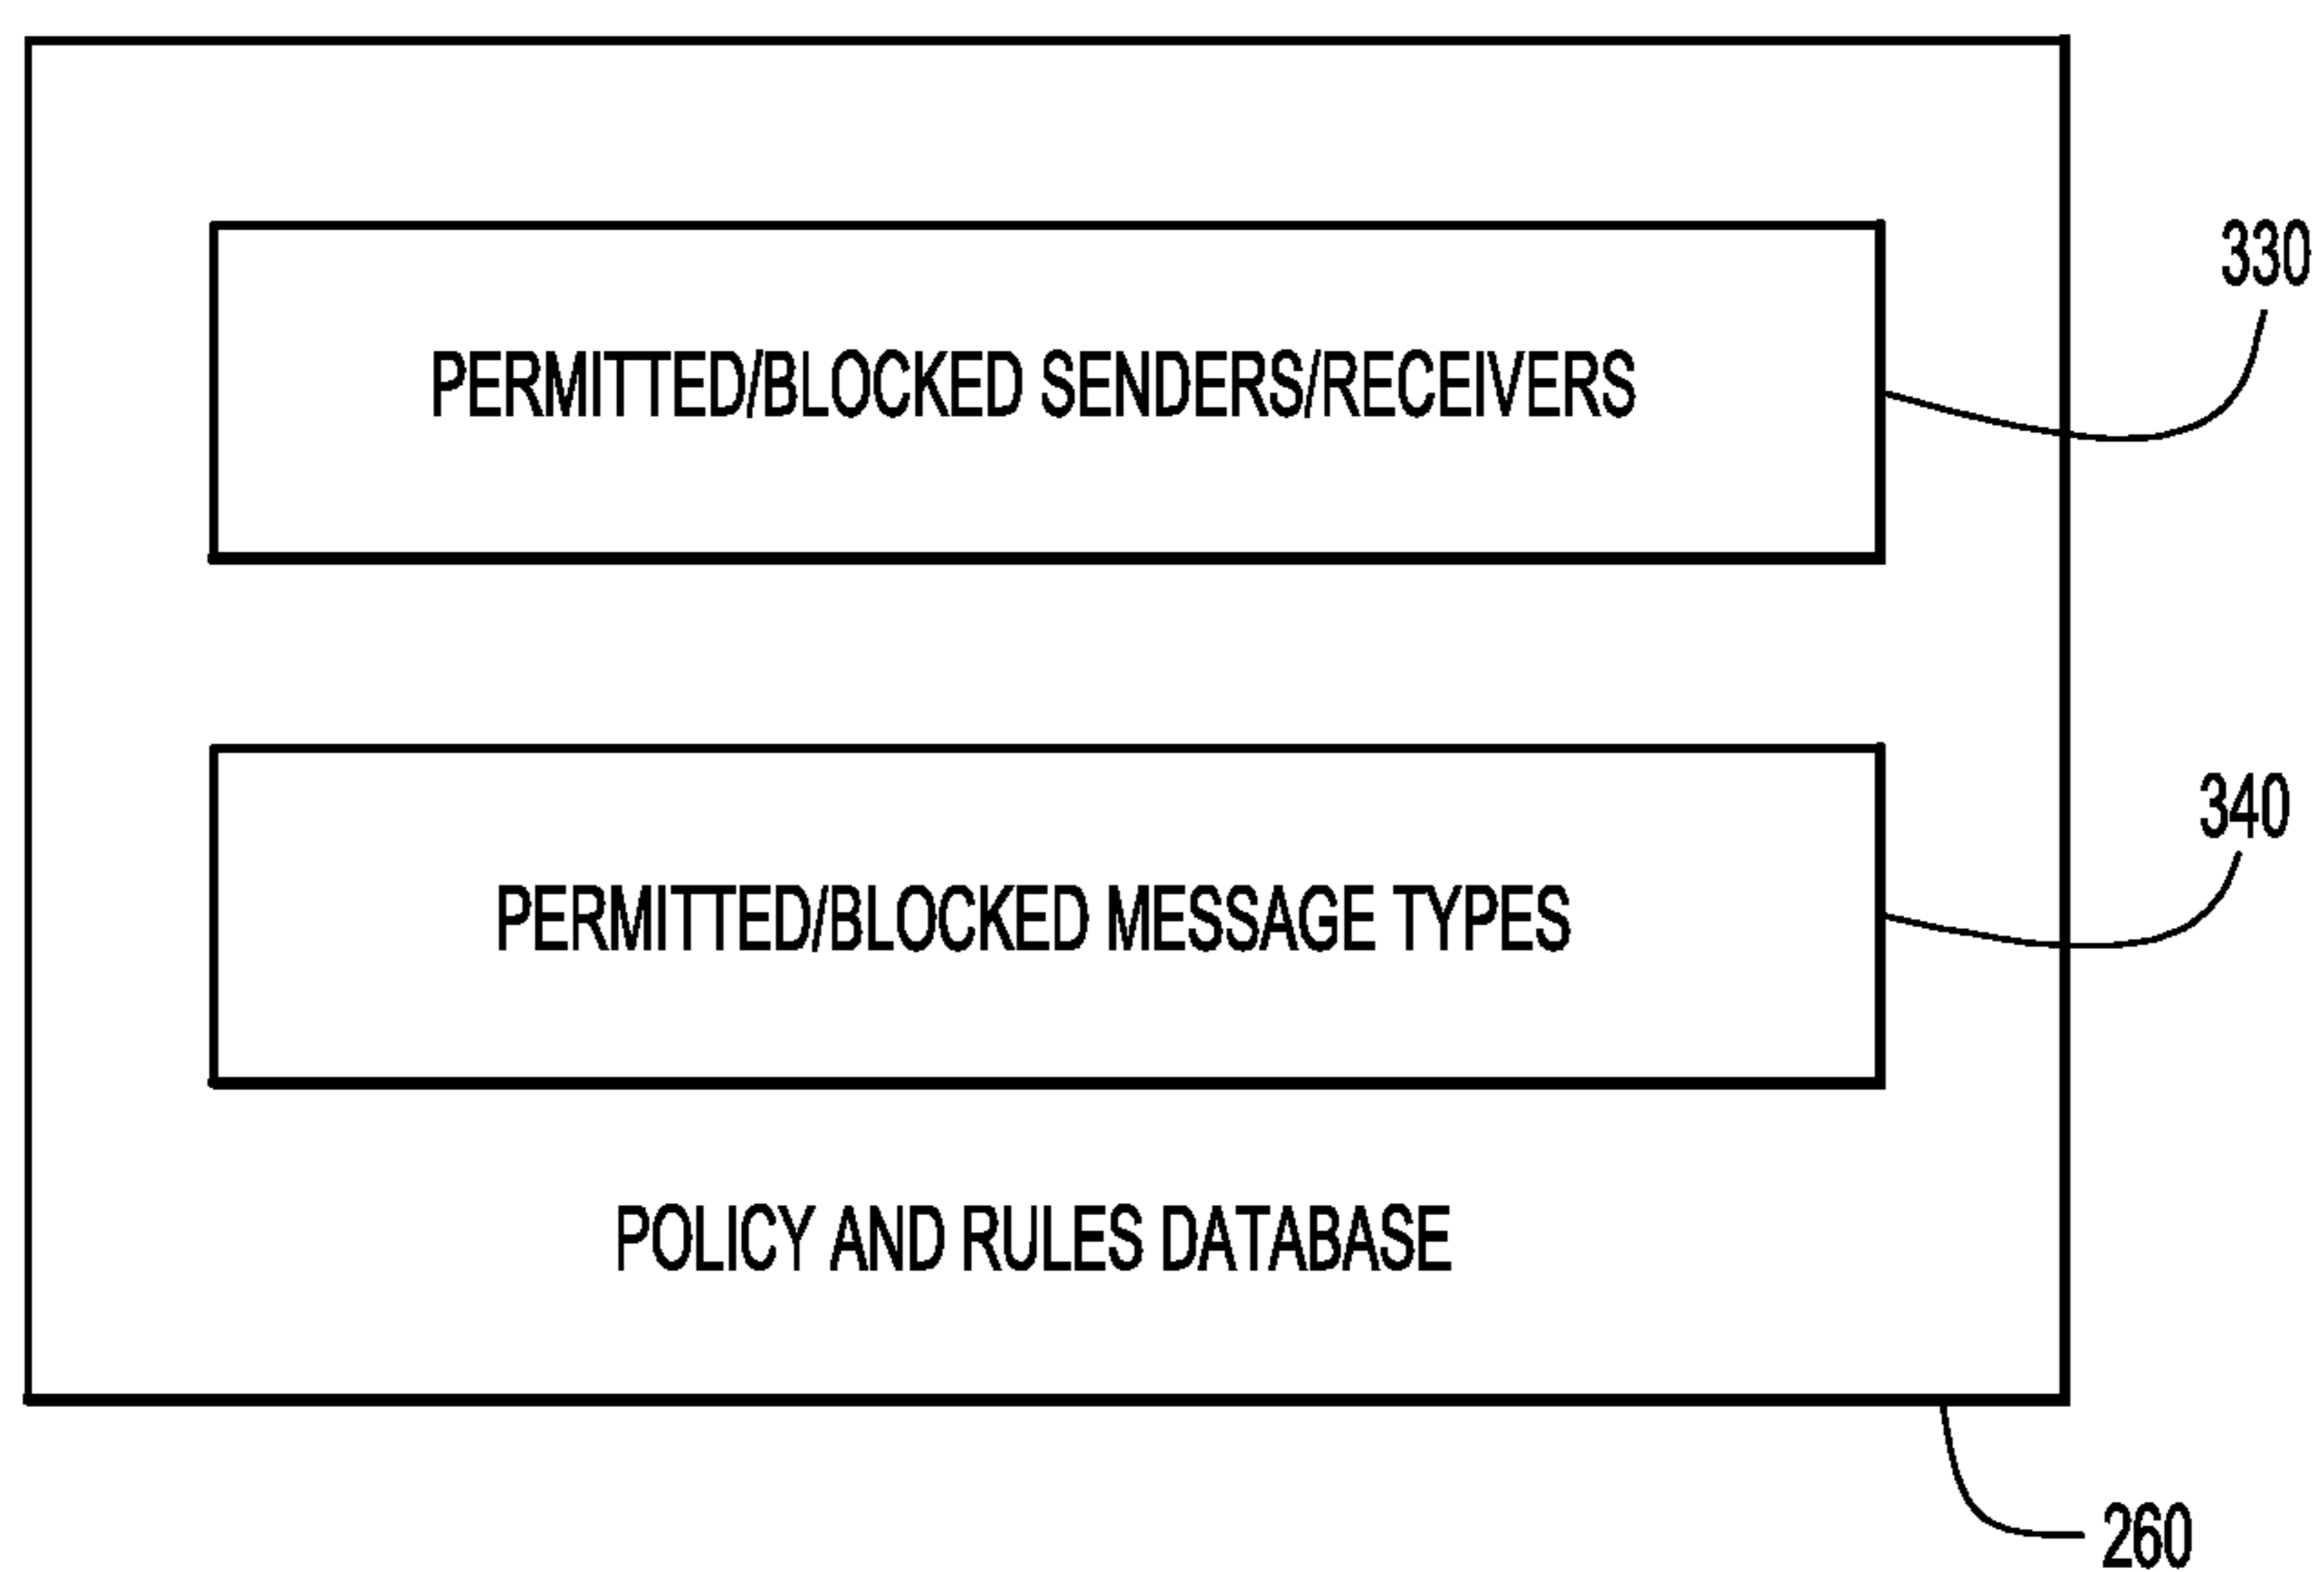 330
PERMITTED/BLOCKED SENDERS/RECEIVERS
340
PERMITTED/BLOCKED MESSAGE TYPES
POLICY AND RULES DATABASE
260